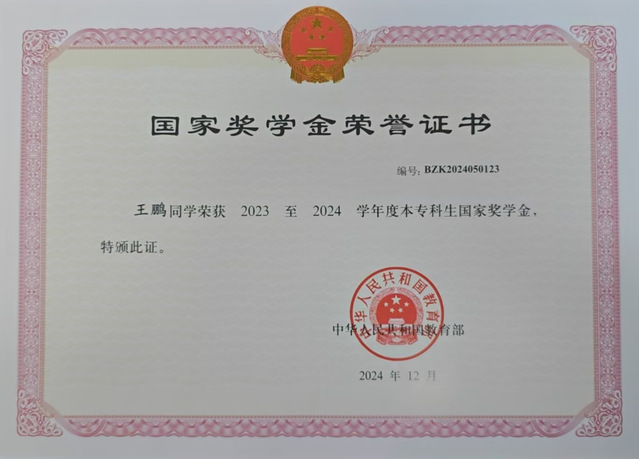 国家奖学金荣誉证书
编号：BZK2024050123
王鹏同学荣获 2023 至 2024 学年度本专科生国家奖学金，
特颁此证。
中华人民共和国教育部
中华人民共和国教育部
2024 年 12 月